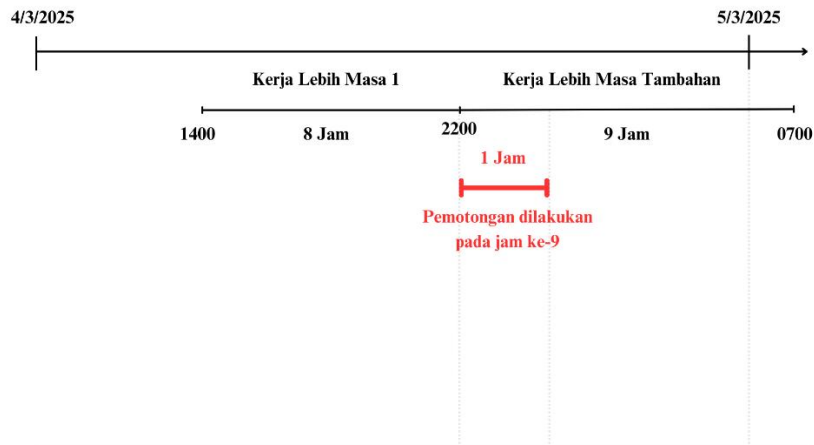 4/3/2025
5/3/2025
Kerja Lebih Masa 1
Kerja Lebih Masa Tambahan
1400
8 Jam
2200
9 Jam
0700
1 Jam
Pemotongan dilakukan
pada jam ke-9